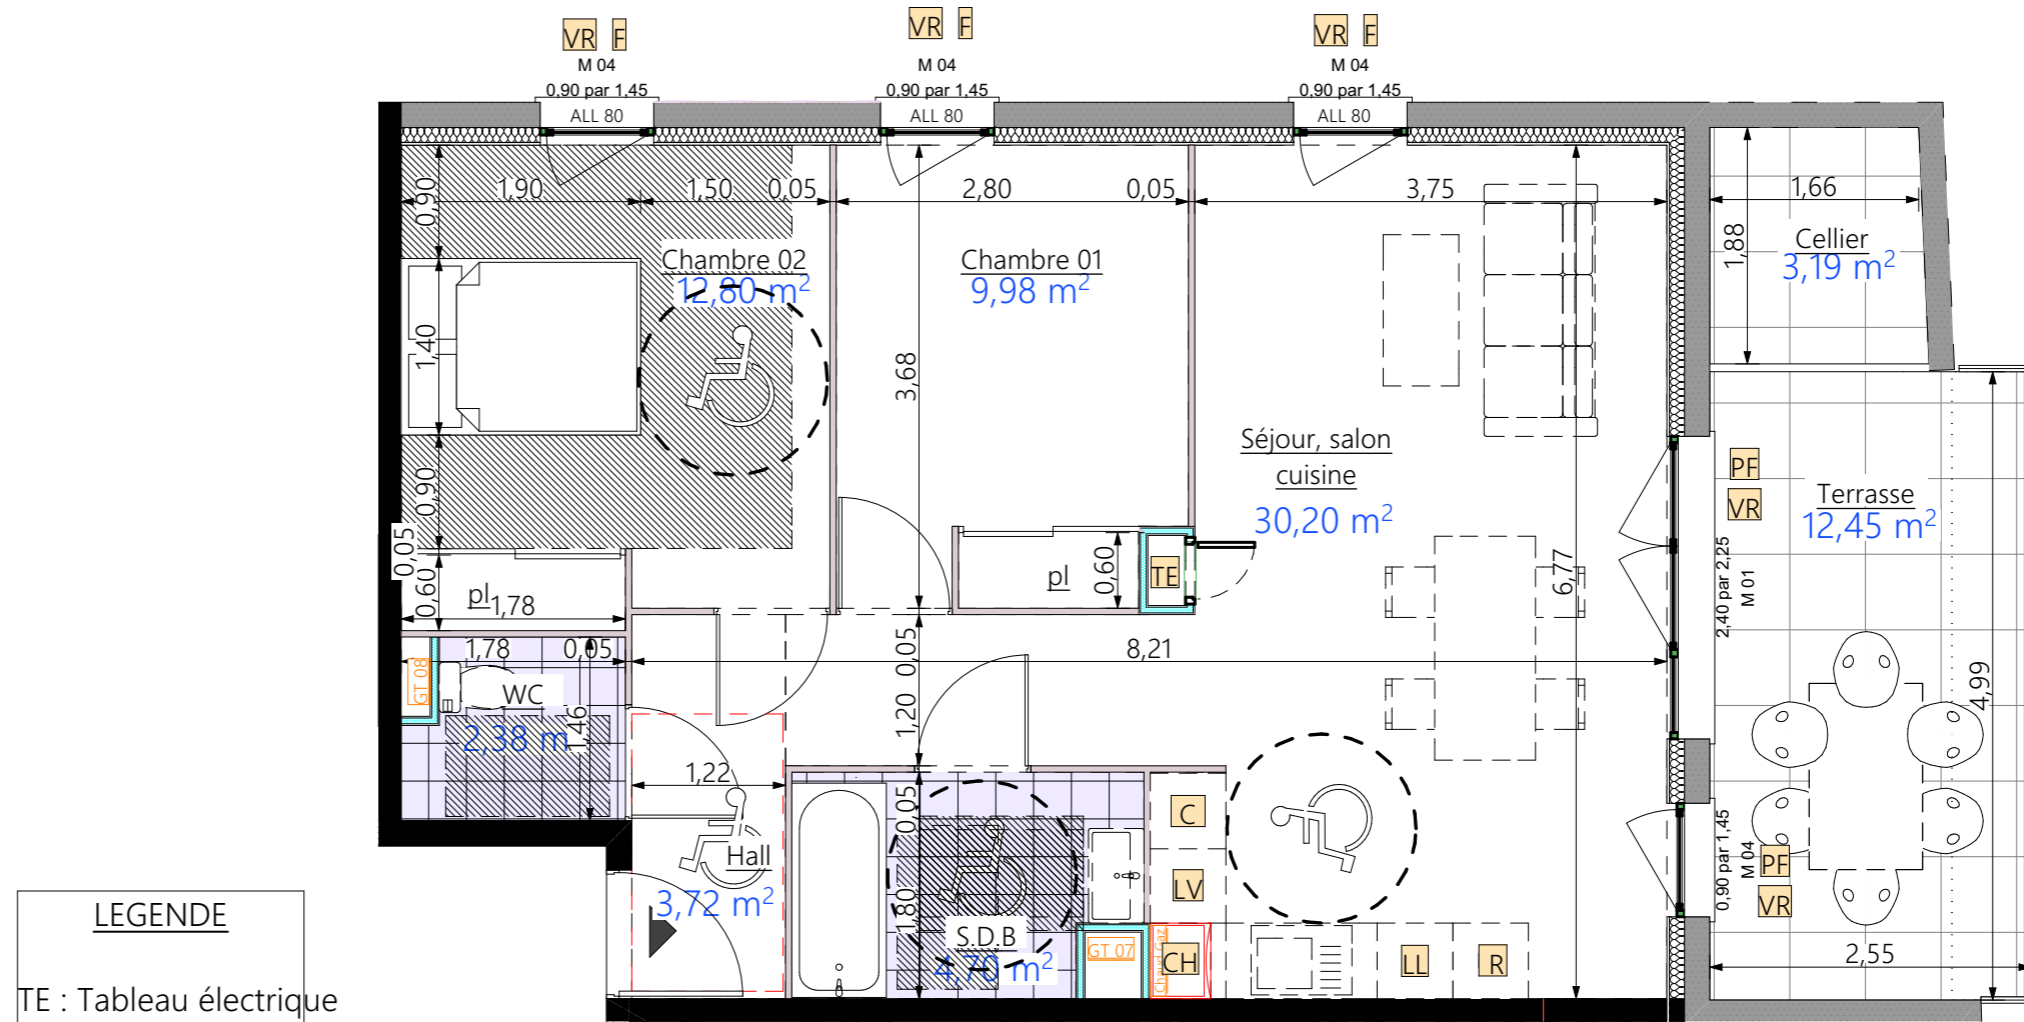 VR F
VR F
VR F
M 04
M 04
M 04
0,90 par 1,45
0,90 par 1,45
0,90 par 1,45
ALL 80
ALL 80
ALL 80
0,90
1,90
1,50
0,05
2,80
0,05
3,75
1,66
1,88
Chambre 02
12,80 m²
Chambre 01
9,98 m²
Cellier
3,19 m²
1,40
3,68
Séjour, salon
cuisine
30,20 m²
PF
VR
Terrasse
12,45 m²
0,90
0,05
0,60
pl
1,78
pl
0,60
TE
6,77
2,40 par 2,25
M 01
1,78
0,05
GT 08
WC
2,38 m
1,46
1,20
0,05
8,21
4,99
1,22
Hall
3,72 m²
0,05
1,80
S.D.B
4,70 m²
C
LV
GT 07
Chaud Gaz
CH
LL
R
0,90 par 1,45
M 04
PF
VR
2,55
LEGENDE
TE : Tableau électrique